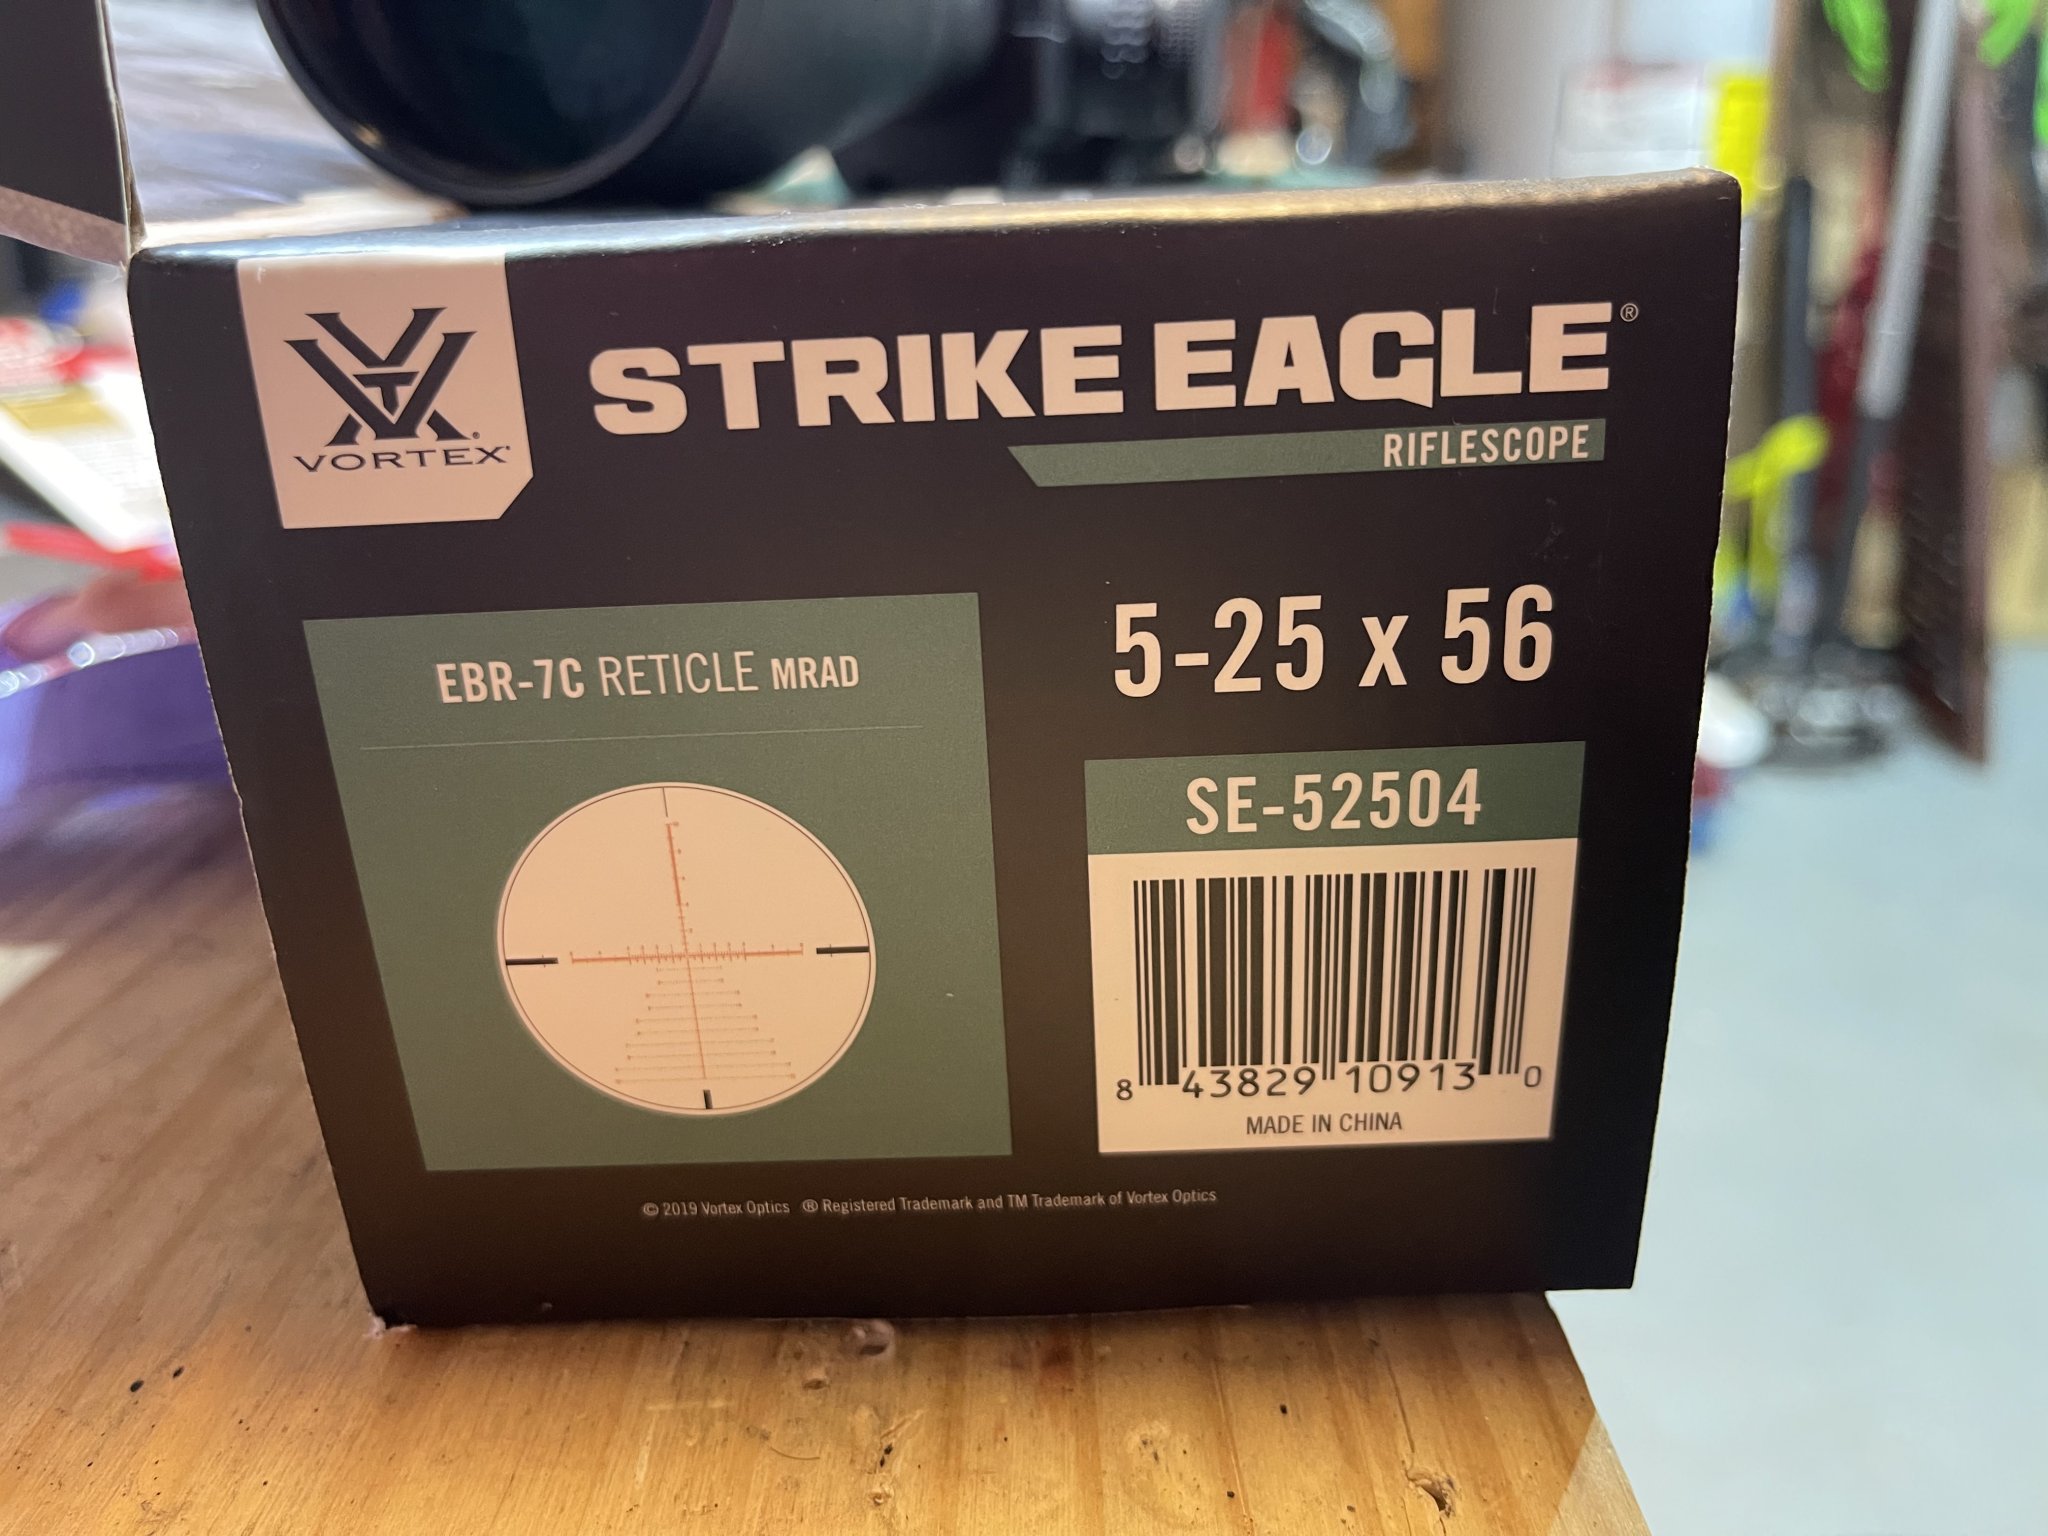 VORTEX®
STRIKE EAGLE®
RIFLESCOPE
EBR-7C RETICLE MRAD
5-25 x 56
SE-52504
8 43829 10913 0
MADE IN CHINA
© 2019 Vortex Optics ® Registered Trademark and TM Trademark of Vortex Optics